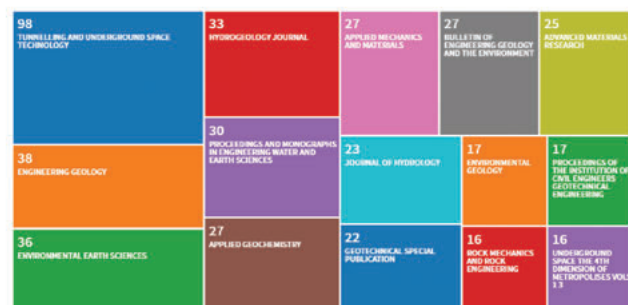 98
TUNNELLING AND UNDERGROUND SPACE
TECHNOLOGY
38
ENGINEERING GEOLOGY
36
ENVIRONMENTAL EARTH SCIENCES
33
HYDROGEOLOGY JOURNAL
30
PROCEEDINGS AND MONOGRAPHS
IN ENGINEERING WATER AND
EARTH SCIENCES
27
APPLIED GEOCHEMISTRY
27
APPLIED MECHANICS
AND MATERIALS
27
BULLETIN OF
ENGINEERING GEOLOGY
AND THE ENVIRONMENT
25
ADVANCED MATERIALS
RESEARCH
23
JOURNAL OF HYDROLOGY
22
GEOTECHNICAL SPECIAL
PUBLICATION
17
ENVIRONMENTAL
GEOLOGY
17
PROCEEDINGS OF
THE INSTITUTION OF
CIVIL ENGINEERS
GEOTECHNICAL
ENGINEERING
16
ROCK MECHANICS
AND ROCK
ENGINEERING
16
UNDERGROUND
SPACE THE 4TH
DIMENSION OF
METROPOLISES VOLS
1 3